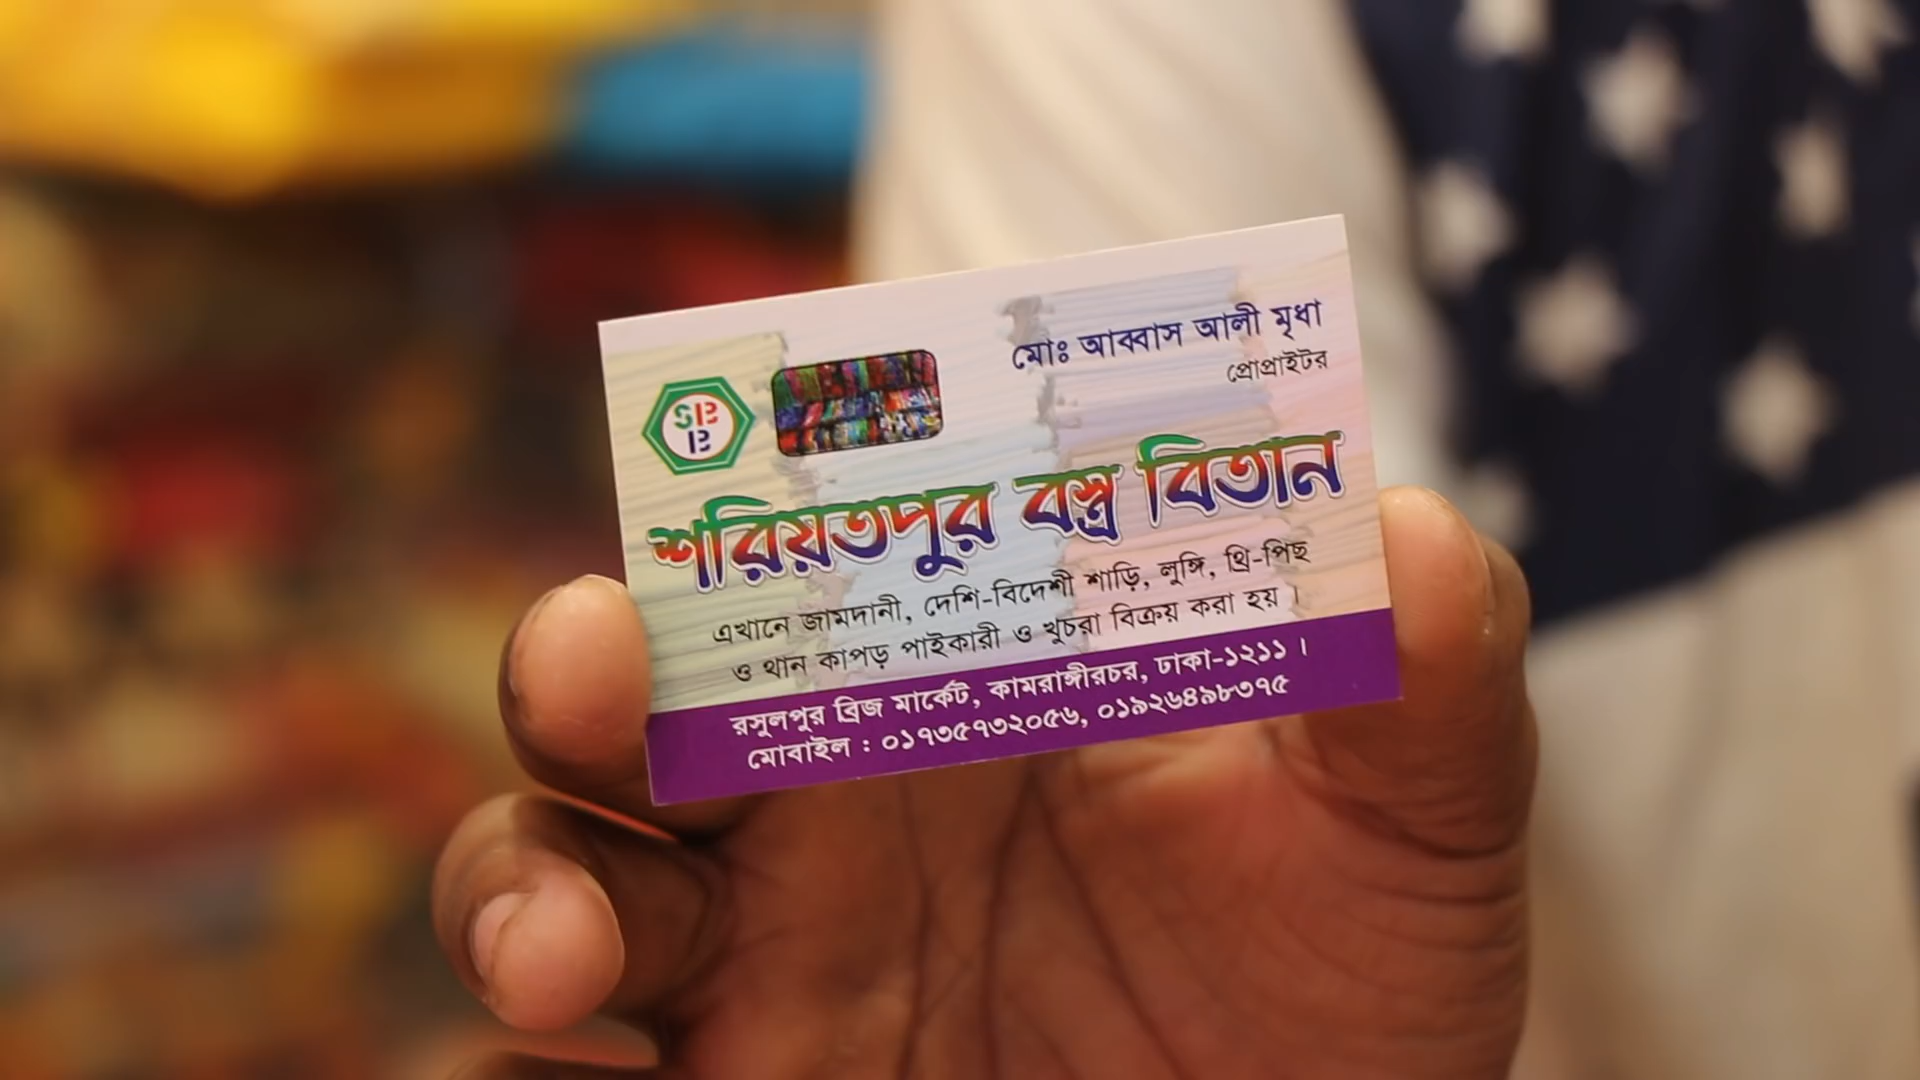 মোঃ আব্বাস আলী মৃধা
প্রোপ্রাইটর
SB
B
শরিয়তপুর বস্ত্র বিতান
এখানে জামদানী, দেশি-বিদেশী শাড়ি, লুঙ্গি, থ্রি-পিছ
ও থান কাপড় পাইকারী ও খুচরা বিক্রয় করা হয়।
রসুলপুর ব্রিজ মার্কেট, কামরাঙ্গীরচর, ঢাকা-১২১১।
মোবাইল : ০১৭৩৫৭৩২০৫৬, ০১৯২৬৪৯৮৩৭৫